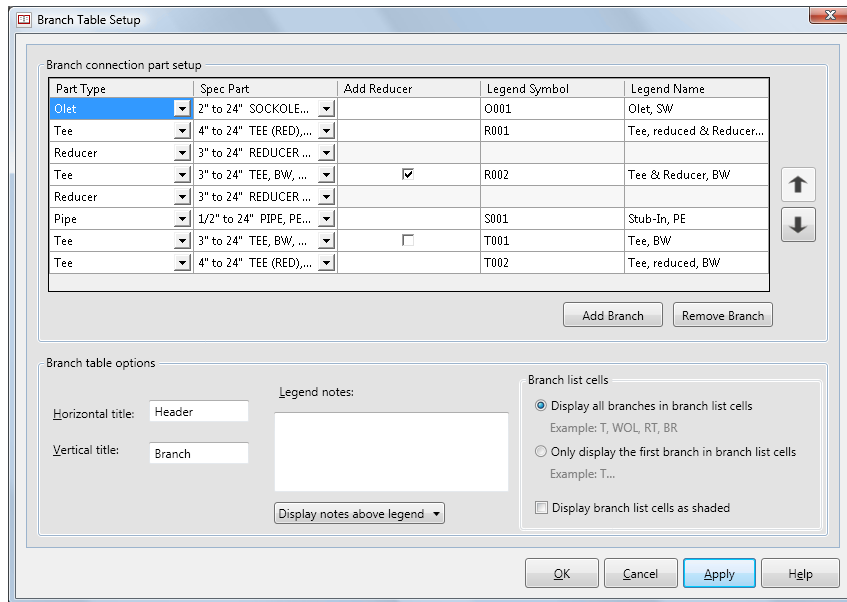 Branch Table Setup
Branch connection part setup
Part Type Spec Part Add Reducer Legend Symbol Legend Name
Olet 2" to 24" SOCKOLE... O001 Olet, SW
Tee 4" to 24" TEE (RED),... R001 Tee, reduced & Reducer...
Reducer 3" to 24" REDUCER ...
Tee 3" to 24" TEE, BW, ... R002 Tee & Reducer, BW
Reducer 3" to 24" REDUCER ...
Pipe 1/2" to 24" PIPE, PE... S001 Stub-In, PE
Tee 3" to 24" TEE, BW, ... T001 Tee, BW
Tee 4" to 24" TEE (RED),... T002 Tee, reduced, BW
Add Branch Remove Branch
Branch table options
Horizontal title: Header
Vertical title: Branch
Legend notes:
Display notes above legend
Branch list cells
Display all branches in branch list cells
Example: T, WOL, RT, BR
Only display the first branch in branch list cells
Example: T...
Display branch list cells as shaded
OK Cancel Apply Help